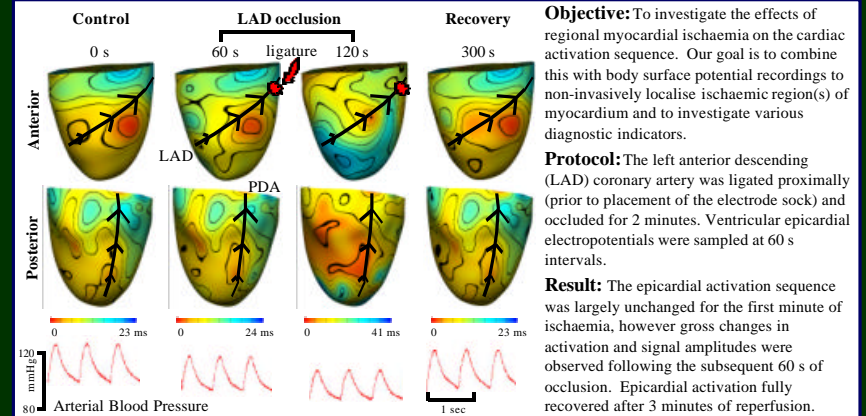 Control
LAD occlusion
Recovery
0 s
60 s
ligature
120 s
300 s
Anterior
LAD
PDA
Posterior
0 23 ms
0 24 ms
0 41 ms
0 23 ms
120
mmHg
80
Arterial Blood Pressure
1 sec
Objective: To investigate the effects of
regional myocardial ischaemia on the cardiac
activation sequence. Our goal is to combine
this with body surface potential recordings to
non-invasively localise ischaemic region(s) of
myocardium and to investigate various
diagnostic indicators.
Protocol: The left anterior descending
(LAD) coronary artery was ligated proximally
(prior to placement of the electrode sock) and
occluded for 2 minutes. Ventricular epicardial
electropotentials were sampled at 60 s
intervals.
Result: The epicardial activation sequence
was largely unchanged for the first minute of
ischaemia, however gross changes in
activation and signal amplitudes were
observed following the subsequent 60 s of
occlusion. Epicardial activation fully
recovered after 3 minutes of reperfusion.